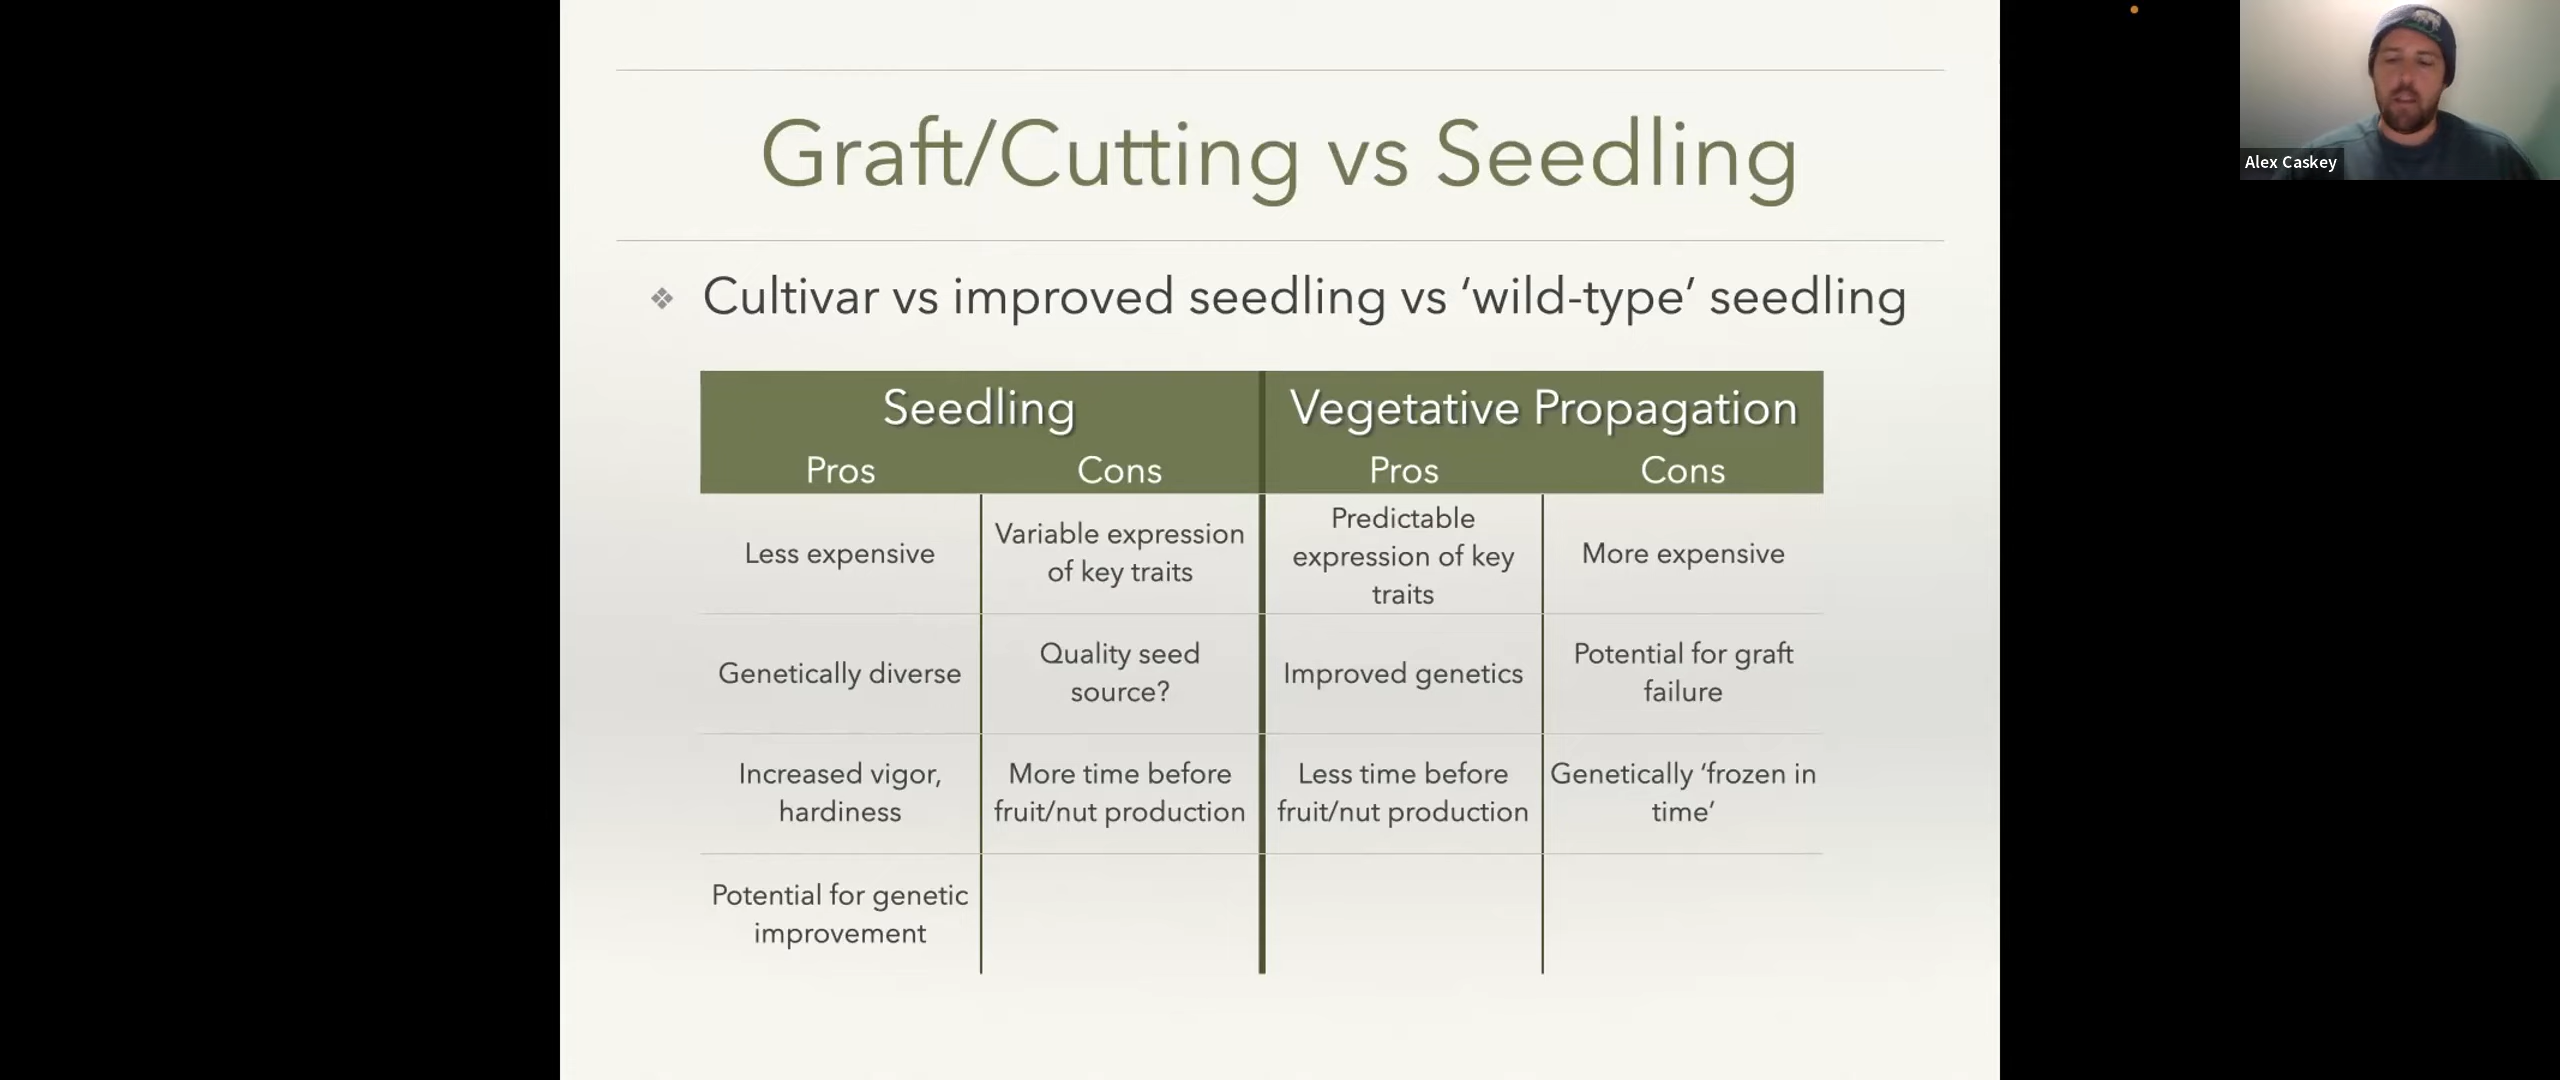 Graft/Cutting vs Seedling
Alex Caskey
❖ Cultivar vs improved seedling vs ‘wild-type’ seedling
Seedling
Vegetative Propagation
Pros
Cons
Pros
Cons
Less expensive
Variable expression
of key traits
Predictable
expression of key
traits
More expensive
Genetically diverse
Quality seed
source?
Improved genetics
Potential for graft
failure
Increased vigor,
hardiness
More time before
fruit/nut production
Less time before
fruit/nut production
Genetically ‘frozen in
time’
Potential for genetic
improvement